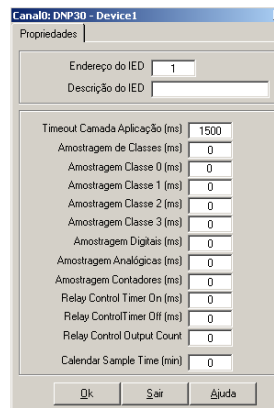 Canal0: DNP30 - Device1
Propriedades
Endereço do IED 1
Descrição do IED
Timeout Camada Aplicação (ms) 1500
Amostragem de Classes (ms) 0
Amostragem Classe 0 (ms) 0
Amostragem Classe 1 (ms) 0
Amostragem Classe 2 (ms) 0
Amostragem Classe 3 (ms) 0
Amostragem Digitais (ms) 0
Amostragem Analógicas (ms) 0
Amostragem Contadores (ms) 0
Relay Control Timer On (ms) 0
Relay ControlTimer Off (ms) 0
Relay Control Output Count 0
Calendar Sample Time (min) 0
Ok Sair Ajuda